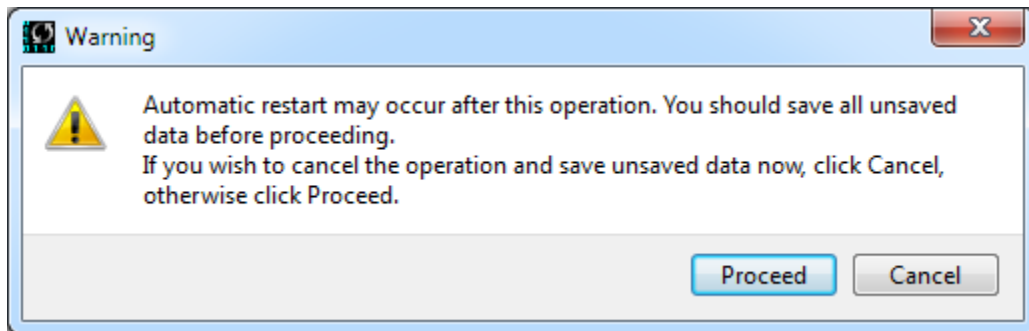 Warning
Automatic restart may occur after this operation. You should save all unsaved
data before proceeding.
If you wish to cancel the operation and save unsaved data now, click Cancel,
otherwise click Proceed.
Proceed Cancel